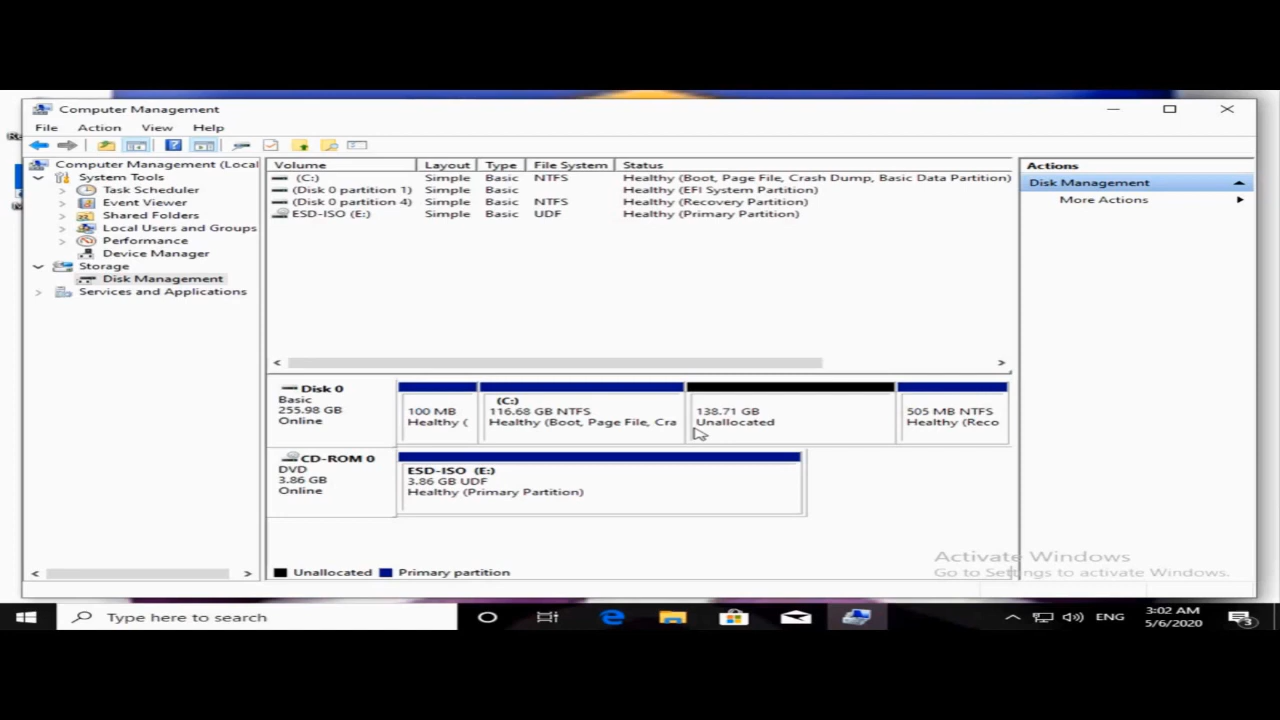 Computer Management
File Action View Help
Computer Management (Local
System Tools
Task Scheduler
Event Viewer
Shared Folders
Local Users and Groups
Performance
Device Manager
Storage
Disk Management
Services and Applications
Volume Layout Type File System Status
(C:) Simple Basic NTFS Healthy (Boot, Page File, Crash Dump, Basic Data Partition)
(Disk 0 partition 1) Simple Basic Healthy (EFI System Partition)
(Disk 0 partition 4) Simple Basic NTFS Healthy (Recovery Partition)
ESD-ISO (E:) Simple Basic UDF Healthy (Primary Partition)
Disk 0
Basic
255.98 GB
Online
100 MB
Healthy (
(C:)
116.68 GB NTFS
Healthy (Boot, Page File, Cra
138.71 GB
Unallocated
505 MB NTFS
Healthy (Reco
CD-ROM 0
DVD
3.86 GB
Online
ESD-ISO (E:)
3.86 GB UDF
Healthy (Primary Partition)
Unallocated Primary partition
Actions
Disk Management
More Actions
Activate Windows
Go to Settings to activate Windows.
Type here to search
ENG
3:02 AM
5/6/2020
3